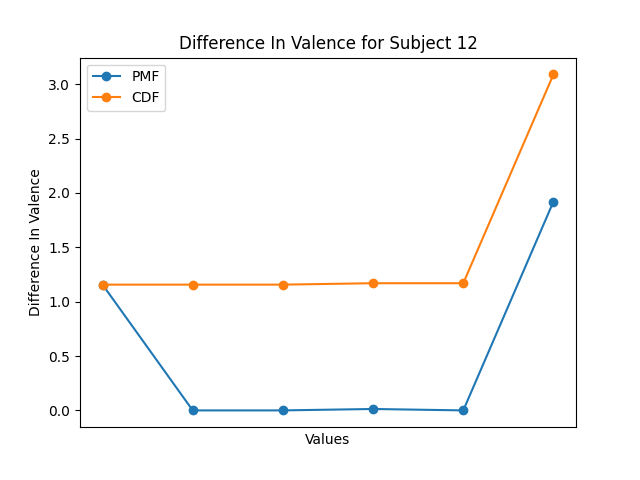 Difference In Valence for Subject 12
PMF
CDF
3.0
2.5
2.0
1.5
1.0
0.5
0.0
Difference In Valence
Values